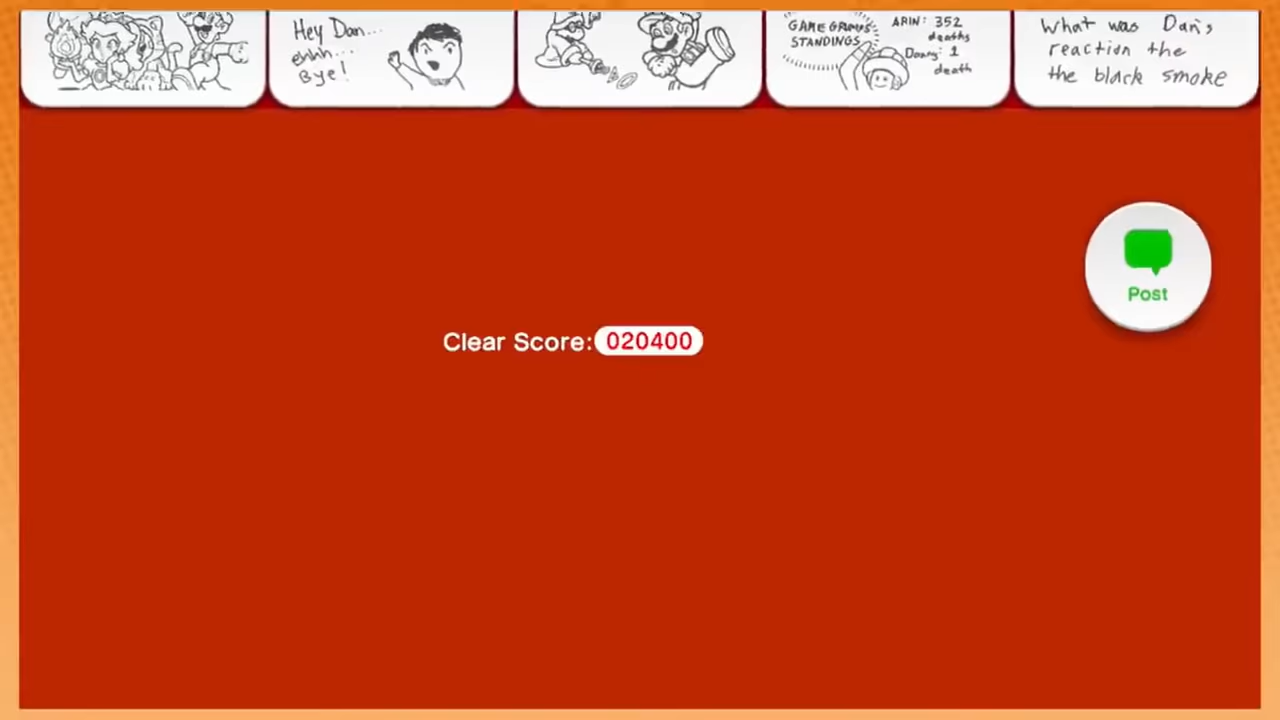 Hey Dan...
ehhh...
Bye!
GAME GRUMPS
STANDINGS
ARIN: 352
deaths
Danny: 1
death
What was Dan's
reaction the
the black smoke
Post
Clear Score: 020400